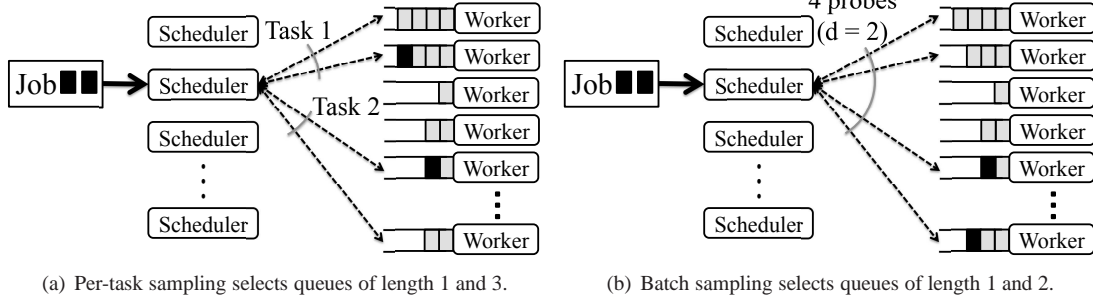 Scheduler
Task 1
Worker
Worker
Job
Scheduler
Worker
Task 2
Scheduler
Worker
Worker
Scheduler
Worker
(a) Per-task sampling selects queues of length 1 and 3.
4 probes
(d = 2)
Scheduler
Worker
Worker
Job
Scheduler
Worker
Scheduler
Worker
Worker
Scheduler
Worker
(b) Batch sampling selects queues of length 1 and 2.